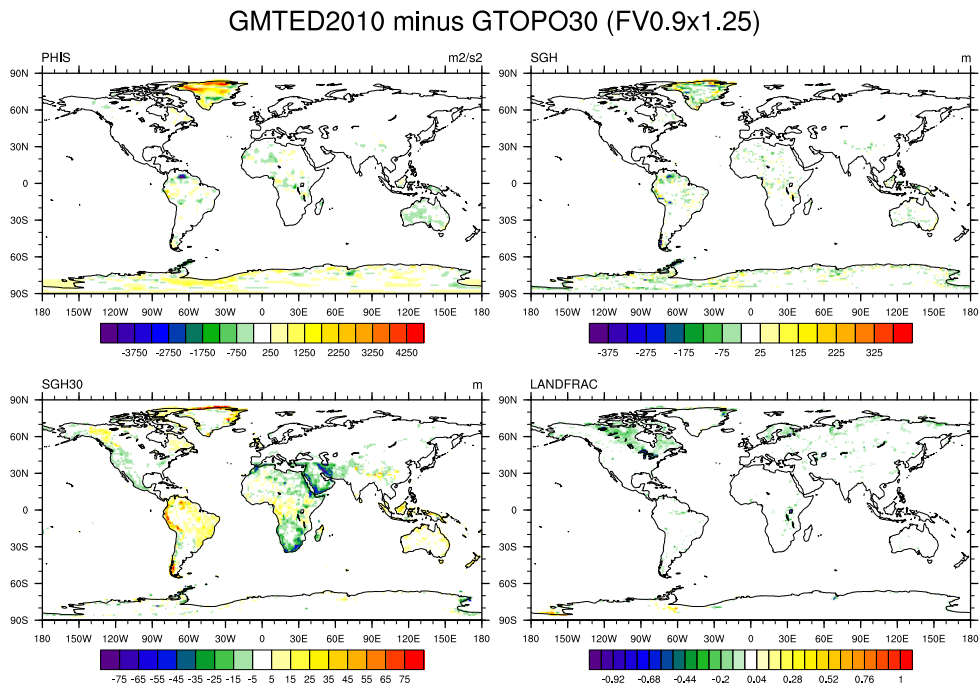 GMTED2010 minus GTOPO30 (FV0.9x1.25)
PHIS m2/s2 SGH m
90N 90N
60N 60N
30N 30N
0 0
30S 30S
60S 60S
90S 90S
180 150W 120W 90W 60W 30W 0 30E 60E 90E 120E 150E 180 180 150W 120W 90W 60W 30W 0 30E 60E 90E 120E 150E 180
-3750 -2750 -1750 -750 250 1250 2250 3250 4250 -375 -275 -175 -75 25 125 225 325
SGH30 m LANDFRAC
90N 90N
60N 60N
30N 30N
0 0
30S 30S
60S 60S
90S 90S
180 150W 120W 90W 60W 30W 0 30E 60E 90E 120E 150E 180 180 150W 120W 90W 60W 30W 0 30E 60E 90E 120E 150E 180
-75 -65 -55 -45 -35 -25 -15 -5 5 15 25 35 45 55 65 75 -0.92 -0.68 -0.44 -0.2 0.04 0.28 0.52 0.76 1